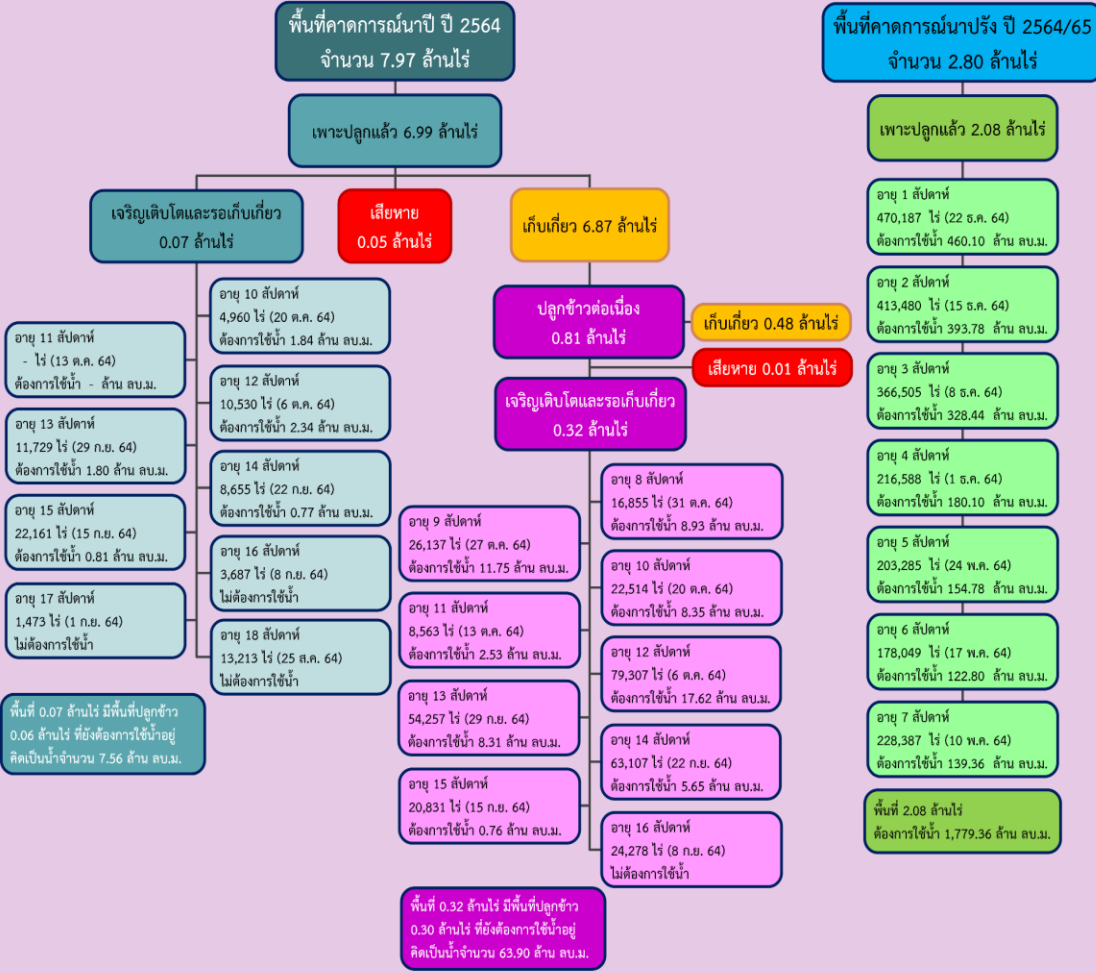 พื้นที่คาดการณ์นาปี ปี 2564
จำนวน 7.97 ล้านไร่
เพาะปลูกแล้ว 6.99 ล้านไร่
เจริญเติบโตและรอเก็บเกี่ยว
0.07 ล้านไร่
เสียหาย
0.05 ล้านไร่
เก็บเกี่ยว 6.87 ล้านไร่
อายุ 10 สัปดาห์
4,960 ไร่ (20 ต.ค. 64)
ต้องการใช้น้ำ 1.84 ล้าน ลบ.ม.
อายุ 11 สัปดาห์
- ไร่ (13 ต.ค. 64)
ต้องการใช้น้ำ - ล้าน ลบ.ม.
อายุ 12 สัปดาห์
10,530 ไร่ (6 ต.ค. 64)
ต้องการใช้น้ำ 2.34 ล้าน ลบ.ม.
อายุ 13 สัปดาห์
11,729 ไร่ (29 ก.ย. 64)
ต้องการใช้น้ำ 1.80 ล้าน ลบ.ม.
อายุ 14 สัปดาห์
8,655 ไร่ (22 ก.ย. 64)
ต้องการใช้น้ำ 0.77 ล้าน ลบ.ม.
อายุ 15 สัปดาห์
22,161 ไร่ (15 ก.ย. 64)
ต้องการใช้น้ำ 0.81 ล้าน ลบ.ม.
อายุ 16 สัปดาห์
3,687 ไร่ (8 ก.ย. 64)
ไม่ต้องการใช้น้ำ
อายุ 17 สัปดาห์
1,473 ไร่ (1 ก.ย. 64)
ไม่ต้องการใช้น้ำ
อายุ 18 สัปดาห์
13,213 ไร่ (25 ส.ค. 64)
ไม่ต้องการใช้น้ำ
พื้นที่ 0.07 ล้านไร่ มีพื้นที่ปลูกข้าว
0.06 ล้านไร่ ที่ยังต้องการใช้น้ำอยู่
คิดเป็นน้ำจำนวน 7.56 ล้าน ลบ.ม.
ปลูกข้าวต่อเนื่อง
0.81 ล้านไร่
เก็บเกี่ยว 0.48 ล้านไร่
เสียหาย 0.01 ล้านไร่
เจริญเติบโตและรอเก็บเกี่ยว
0.32 ล้านไร่
อายุ 8 สัปดาห์
16,855 ไร่ (31 ต.ค. 64)
ต้องการใช้น้ำ 8.93 ล้าน ลบ.ม.
อายุ 9 สัปดาห์
26,137 ไร่ (27 ต.ค. 64)
ต้องการใช้น้ำ 11.75 ล้าน ลบ.ม.
อายุ 10 สัปดาห์
22,514 ไร่ (20 ต.ค. 64)
ต้องการใช้น้ำ 8.35 ล้าน ลบ.ม.
อายุ 11 สัปดาห์
8,563 ไร่ (13 ต.ค. 64)
ต้องการใช้น้ำ 2.53 ล้าน ลบ.ม.
อายุ 12 สัปดาห์
79,307 ไร่ (6 ต.ค. 64)
ต้องการใช้น้ำ 17.62 ล้าน ลบ.ม.
อายุ 13 สัปดาห์
54,257 ไร่ (29 ก.ย. 64)
ต้องการใช้น้ำ 8.31 ล้าน ลบ.ม.
อายุ 14 สัปดาห์
63,107 ไร่ (22 ก.ย. 64)
ต้องการใช้น้ำ 5.65 ล้าน ลบ.ม.
อายุ 15 สัปดาห์
20,831 ไร่ (15 ก.ย. 64)
ต้องการใช้น้ำ 0.76 ล้าน ลบ.ม.
อายุ 16 สัปดาห์
24,278 ไร่ (8 ก.ย. 64)
ไม่ต้องการใช้น้ำ
พื้นที่ 0.32 ล้านไร่ มีพื้นที่ปลูกข้าว
0.30 ล้านไร่ ที่ยังต้องการใช้น้ำอยู่
คิดเป็นน้ำจำนวน 63.90 ล้าน ลบ.ม.
พื้นที่คาดการณ์นาปรัง ปี 2564/65
จำนวน 2.80 ล้านไร่
เพาะปลูกแล้ว 2.08 ล้านไร่
อายุ 1 สัปดาห์
470,187 ไร่ (22 ธ.ค. 64)
ต้องการใช้น้ำ 460.10 ล้าน ลบ.ม.
อายุ 2 สัปดาห์
413,480 ไร่ (15 ธ.ค. 64)
ต้องการใช้น้ำ 393.78 ล้าน ลบ.ม.
อายุ 3 สัปดาห์
366,505 ไร่ (8 ธ.ค. 64)
ต้องการใช้น้ำ 328.44 ล้าน ลบ.ม.
อายุ 4 สัปดาห์
216,588 ไร่ (1 ธ.ค. 64)
ต้องการใช้น้ำ 180.10 ล้าน ลบ.ม.
อายุ 5 สัปดาห์
203,285 ไร่ (24 พ.ค. 64)
ต้องการใช้น้ำ 154.78 ล้าน ลบ.ม.
อายุ 6 สัปดาห์
178,049 ไร่ (17 พ.ค. 64)
ต้องการใช้น้ำ 122.80 ล้าน ลบ.ม.
อายุ 7 สัปดาห์
228,387 ไร่ (10 พ.ค. 64)
ต้องการใช้น้ำ 139.36 ล้าน ลบ.ม.
พื้นที่ 2.08 ล้านไร่
ต้องการใช้น้ำ 1,779.36 ล้าน ลบ.ม.